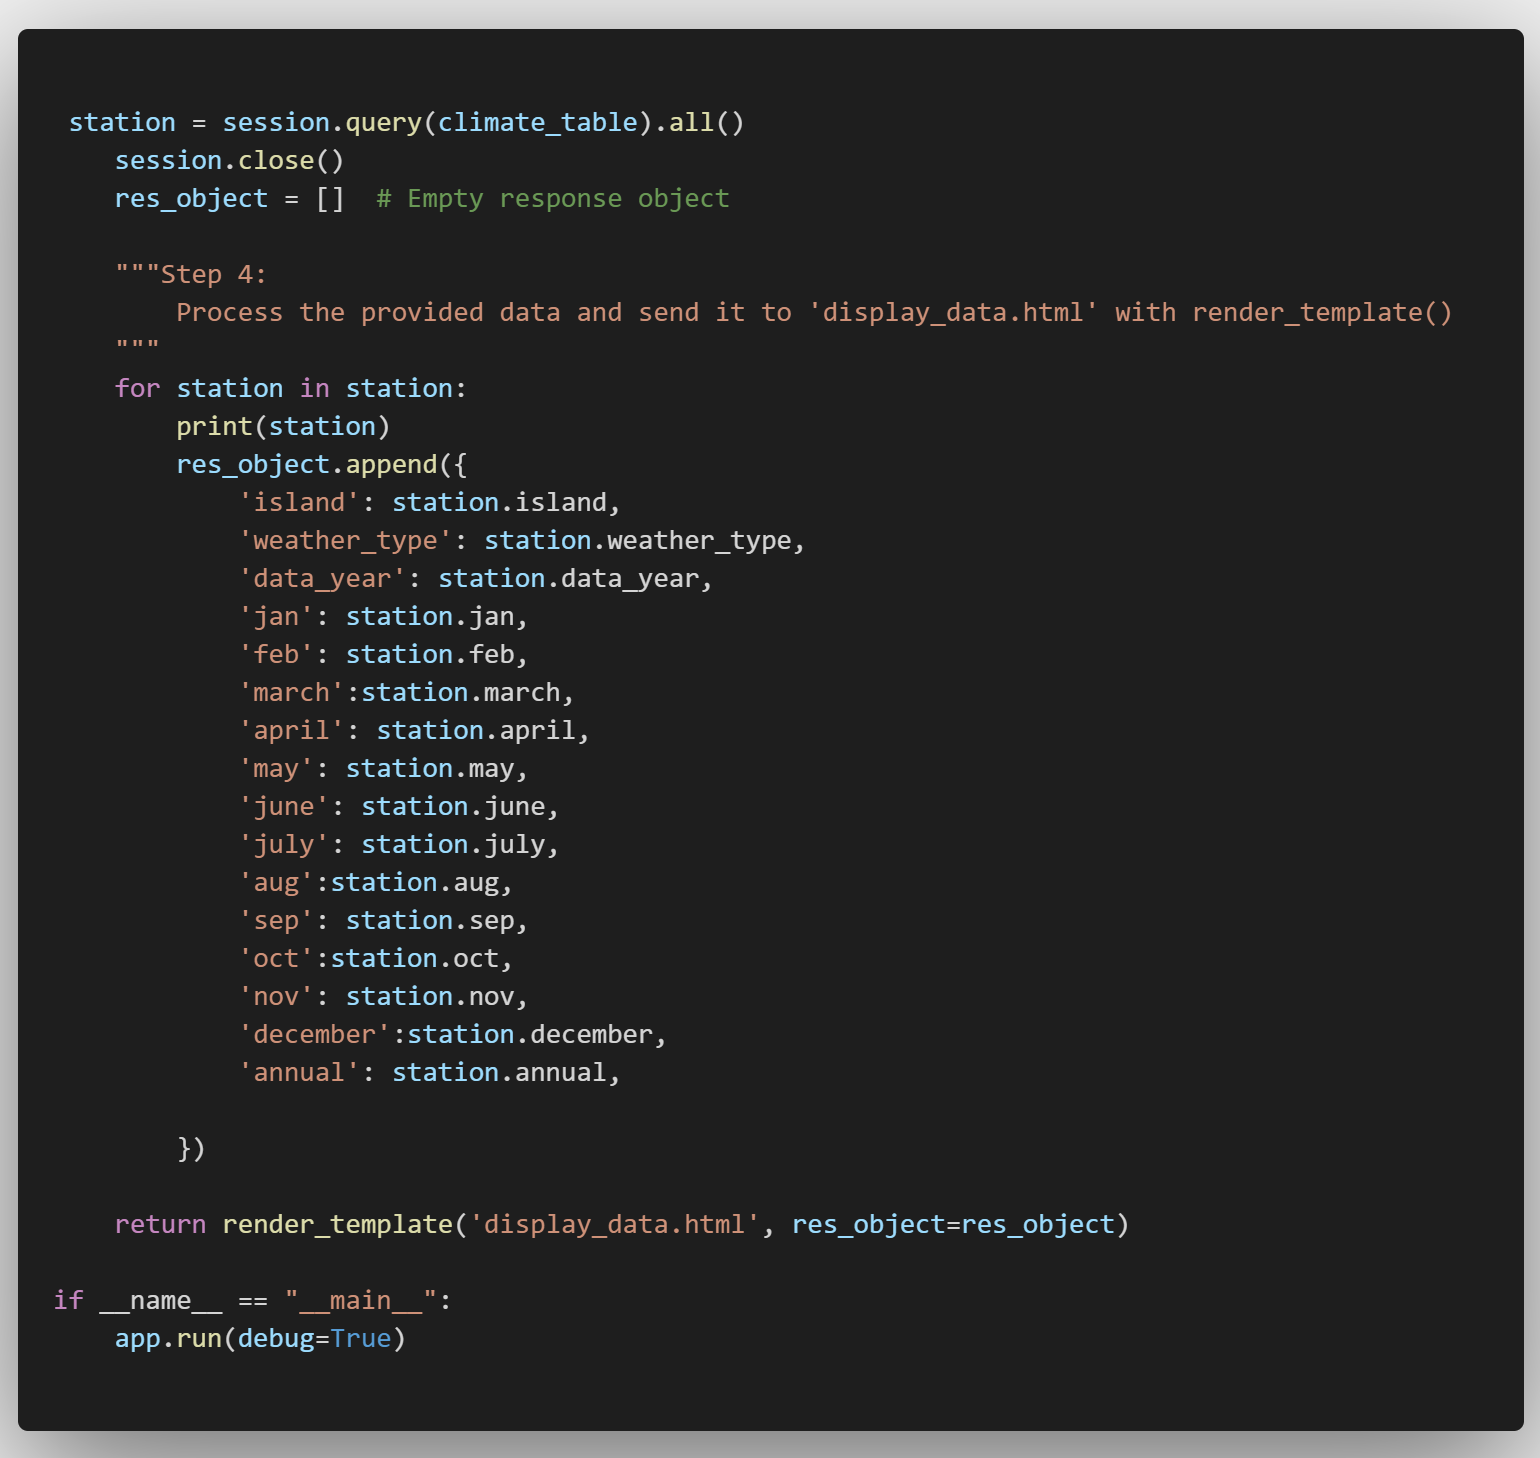 station = session.query(climate_table).all()
session.close()
res_object = []  # Empty response object
"""Step 4:
Process the provided data and send it to 'display_data.html' with render_template()
"""
for station in station:
print(station)
res_object.append({
'island': station.island,
'weather_type': station.weather_type,
'data_year': station.data_year,
'jan': station.jan,
'feb': station.feb,
'march':station.march,
'april': station.april,
'may': station.may,
'june': station.june,
'july': station.july,
'aug':station.aug,
'sep': station.sep,
'oct':station.oct,
'nov': station.nov,
'december':station.december,
'annual': station.annual,
})
return render_template('display_data.html', res_object=res_object)
if __name__ == "__main__":
app.run(debug=True)